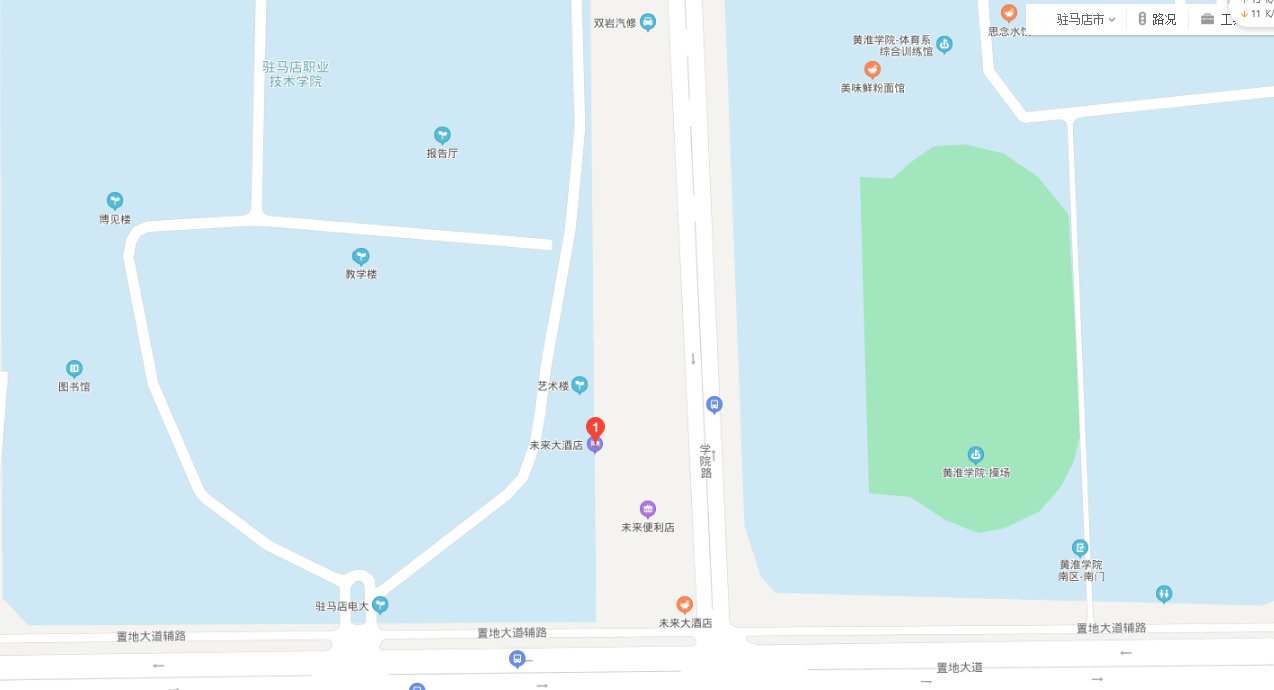 双岩汽修
思念水饺
驻马店市
路况
11 K/
黄淮学院-体育系
综合训练馆
驻马店职业
技术学院
美味鲜粉面馆
报告厅
博见楼
教学楼
图书馆
艺术楼
1
未来大酒店
学院路
黄淮学院-操场
未来便利店
黄淮学院
南区-南门
驻马店电大
未来大酒店
置地大道辅路
置地大道辅路
置地大道辅路
置地大道